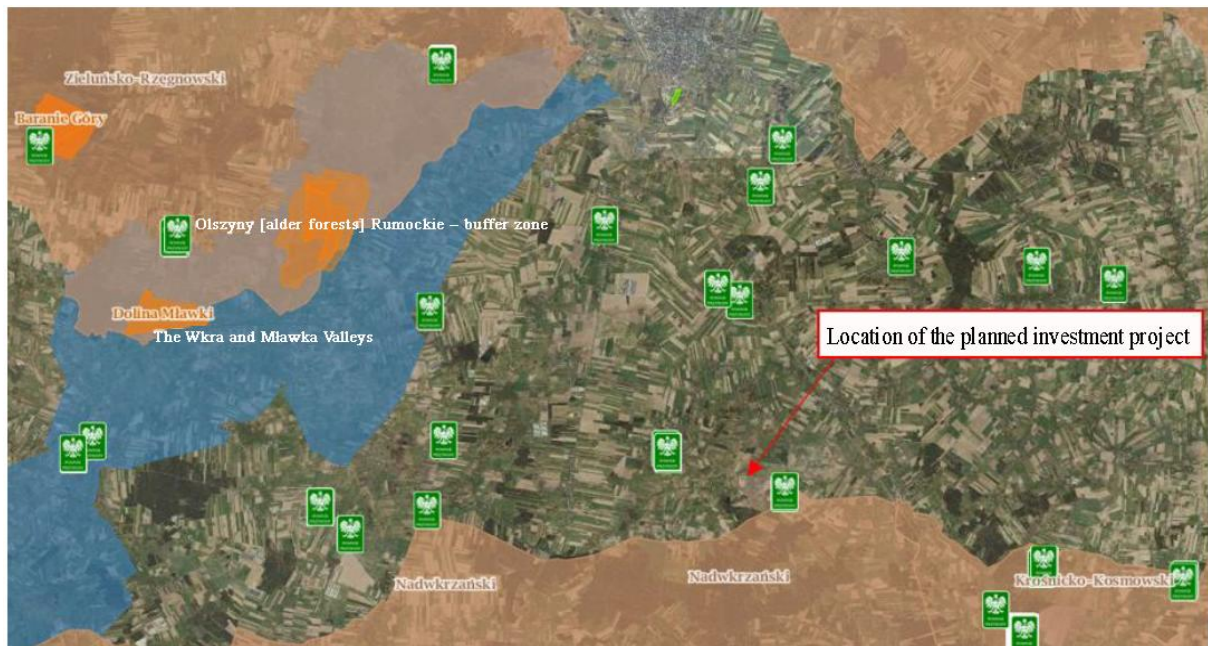 Zieluńsko-Rzęgnowski
Baranie Góry
Olszyny [alder forests] Rumockie – buffer zone
Dolina Mławki
The Wkra and Mławka Valleys
Location of the planned investment project
Nadwkrzański
Nadwkrzański
Krośnicko-Kosmowski